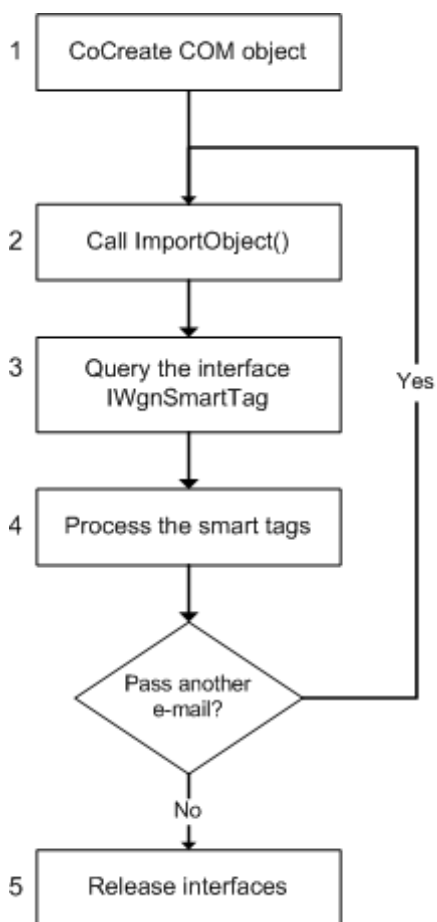 1 CoCreate COM object
2 Call ImportObject()
3 Query the interface
IWgnSmartTag
Yes
4 Process the smart tags
Pass another
e-mail?
No
5 Release interfaces